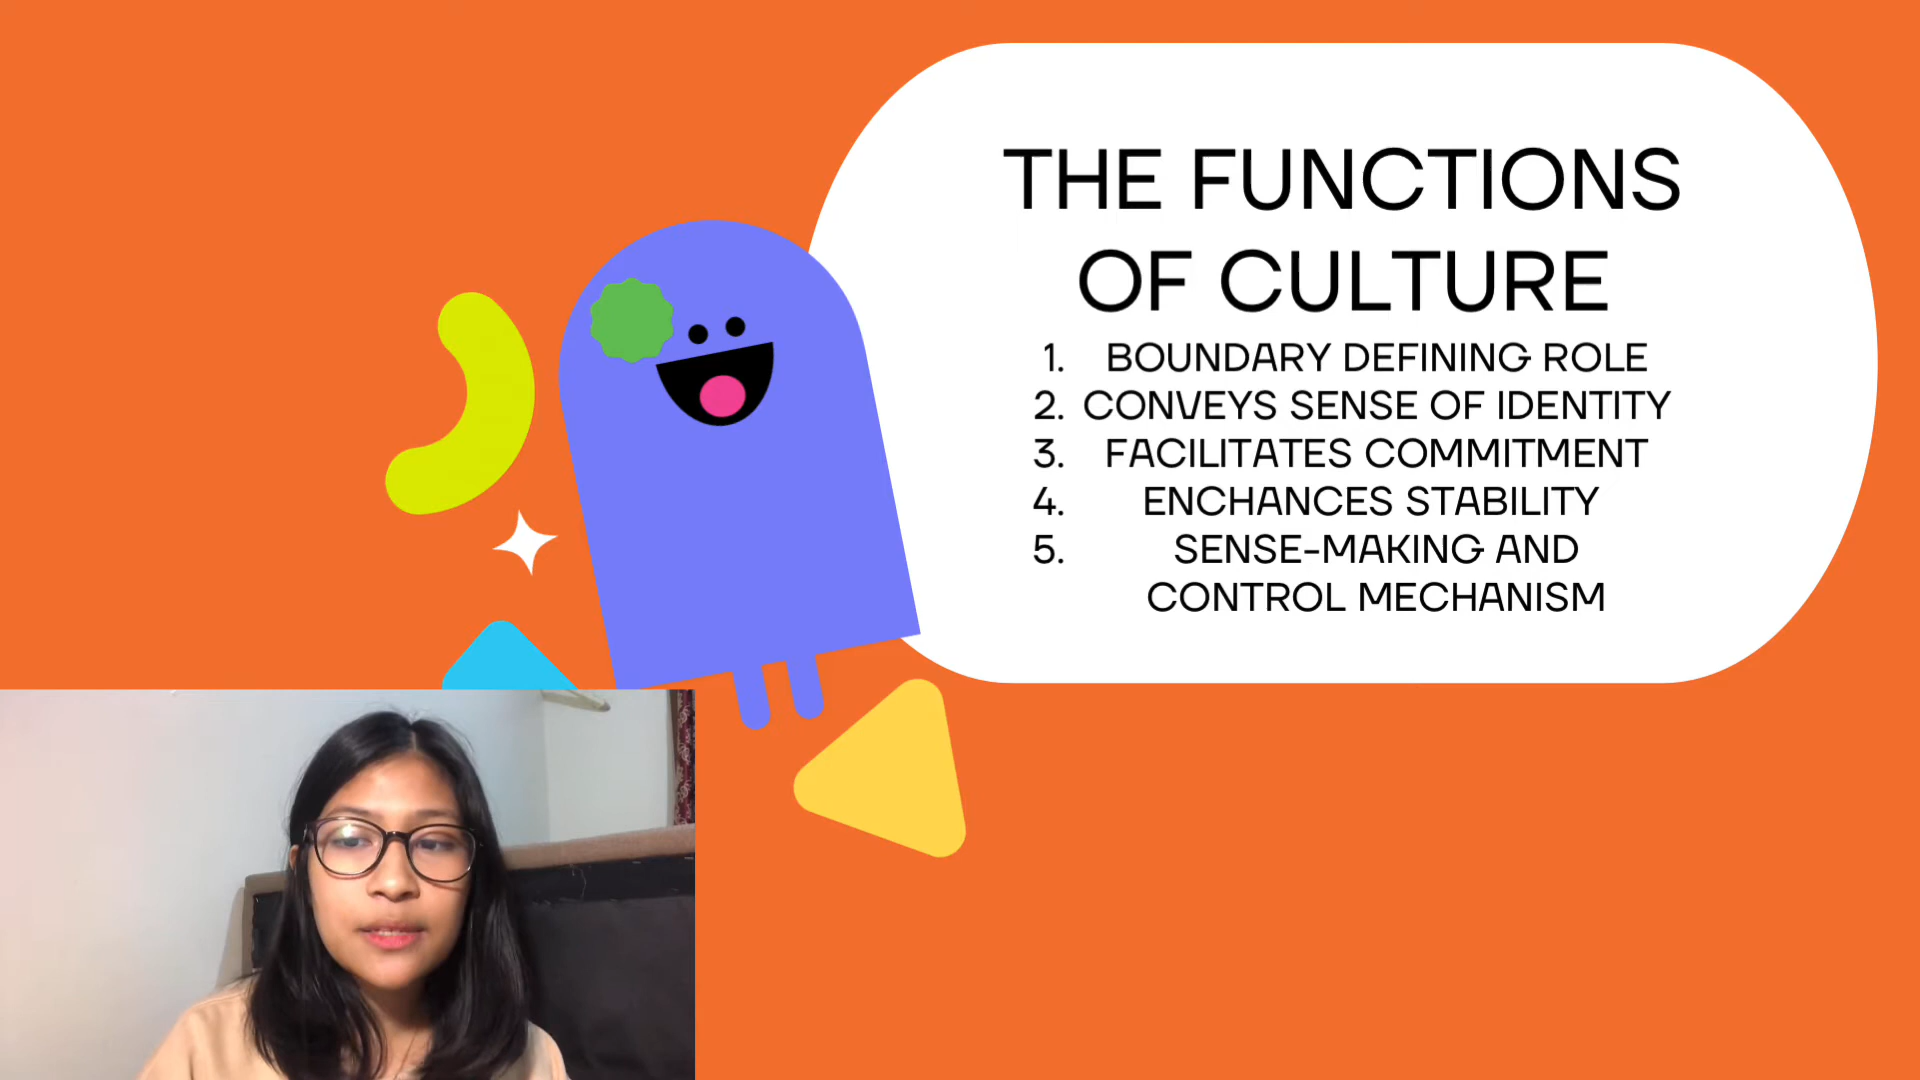 THE FUNCTIONS
OF CULTURE
1. BOUNDARY DEFINING ROLE
2. CONVEYS SENSE OF IDENTITY
3. FACILITATES COMMITMENT
4. ENCHANCES STABILITY
5. SENSE-MAKING AND
CONTROL MECHANISM